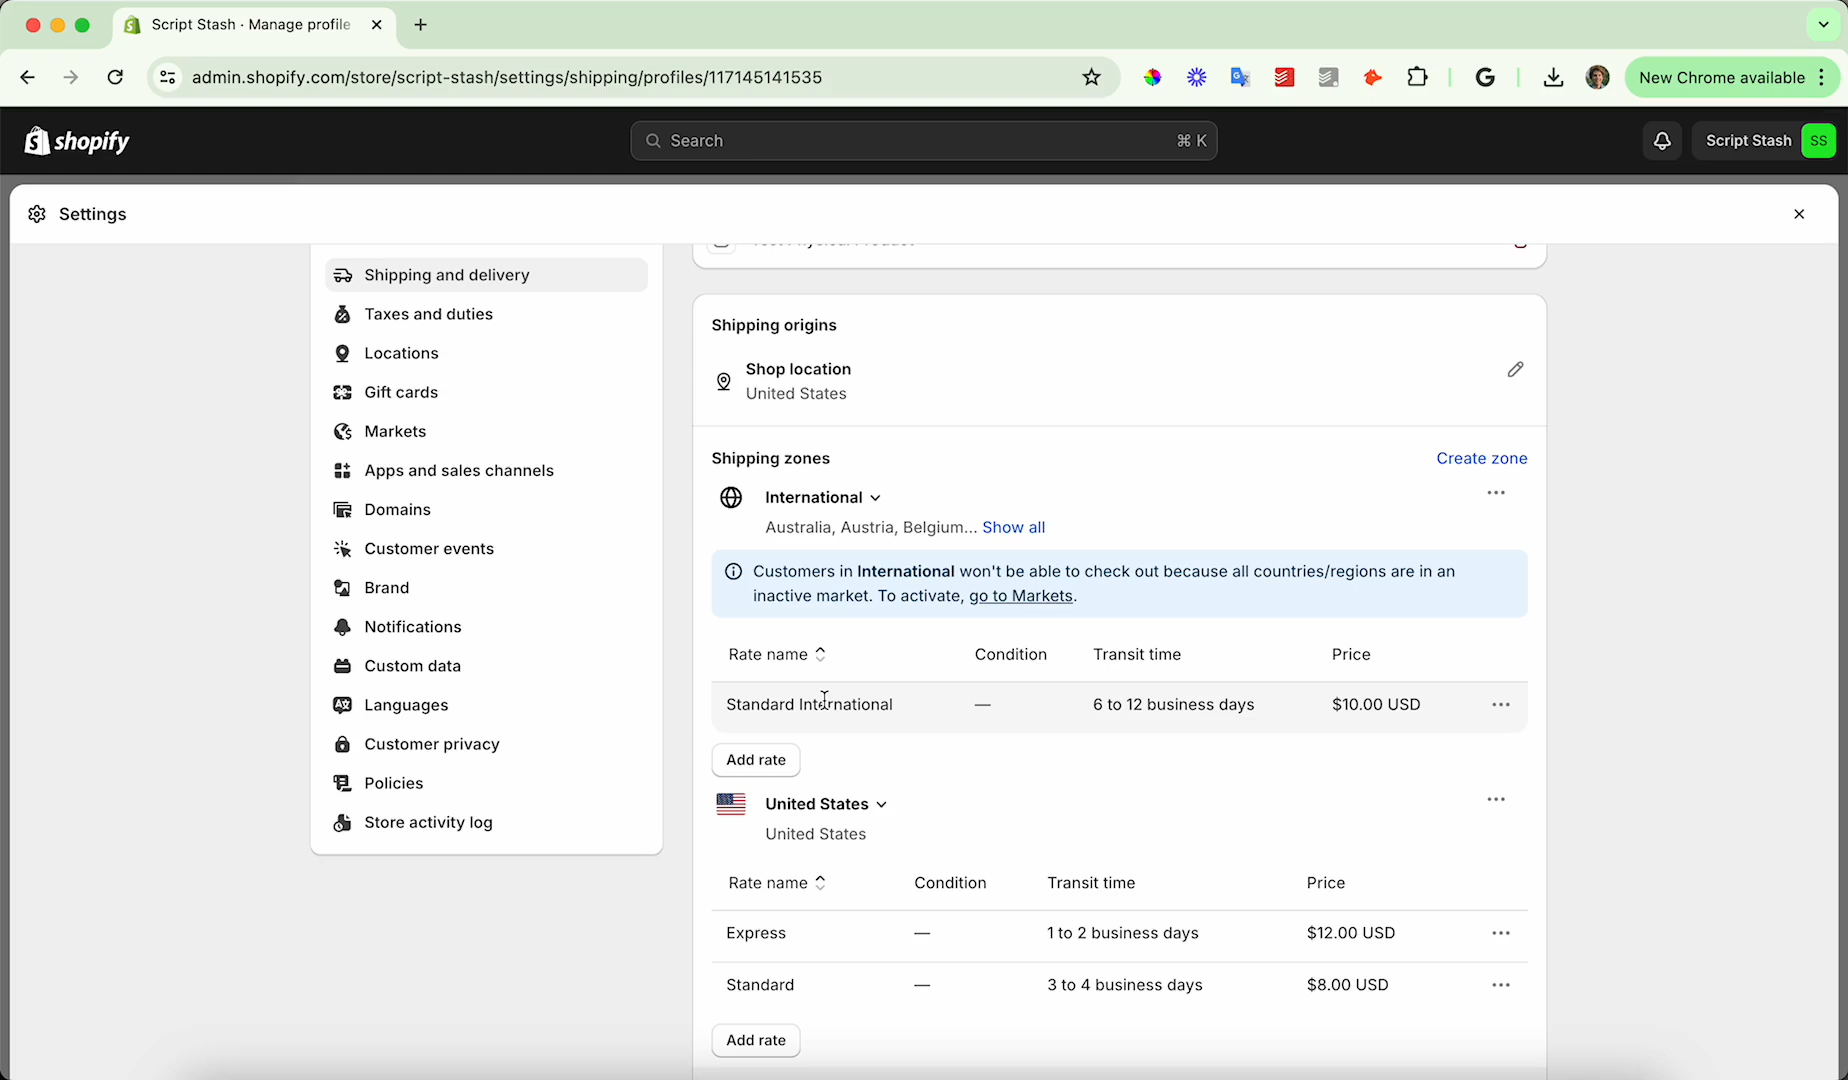 Script Stash · Manage profile
admin.shopify.com/store/script-stash/settings/shipping/profiles/117145141535
New Chrome available
shopify
Search
⌘ K
Script Stash
SS
Settings
Shipping and delivery
Taxes and duties
Locations
Gift cards
Markets
Apps and sales channels
Domains
Customer events
Brand
Notifications
Custom data
Languages
Customer privacy
Policies
Store activity log
Shipping origins
Shop location
United States
Shipping zones
Create zone
International
Australia, Austria, Belgium... Show all
Customers in International won't be able to check out because all countries/regions are in an
inactive market. To activate, go to Markets.
Rate name Condition Transit time Price
Standard International — 6 to 12 business days $10.00 USD
Add rate
United States
United States
Rate name Condition Transit time Price
Express — 1 to 2 business days $12.00 USD
Standard — 3 to 4 business days $8.00 USD
Add rate